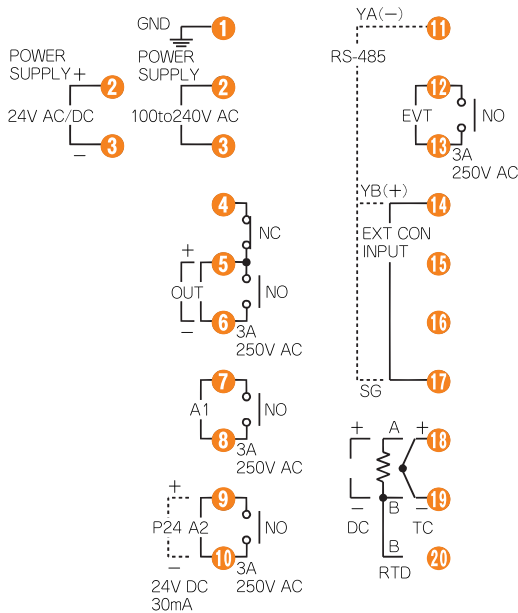 GND
1
POWER
SUPPLY +
2
24V AC/DC
−
3
POWER
SUPPLY
2
100to240V AC
3
4
NC
+
5
OUT
NO
−
6
3A
250V AC
7
A1
NO
8
3A
250V AC
+
9
P24 A2
NO
−
10
3A
250V AC
24V DC
30mA
YA(−)
11
RS-485
12
EVT
NO
13
3A
250V AC
YB(+)
14
EXT CON
INPUT
15
16
17
SG
+ A + 18
− B − 19
DC
TC
B
20
RTD